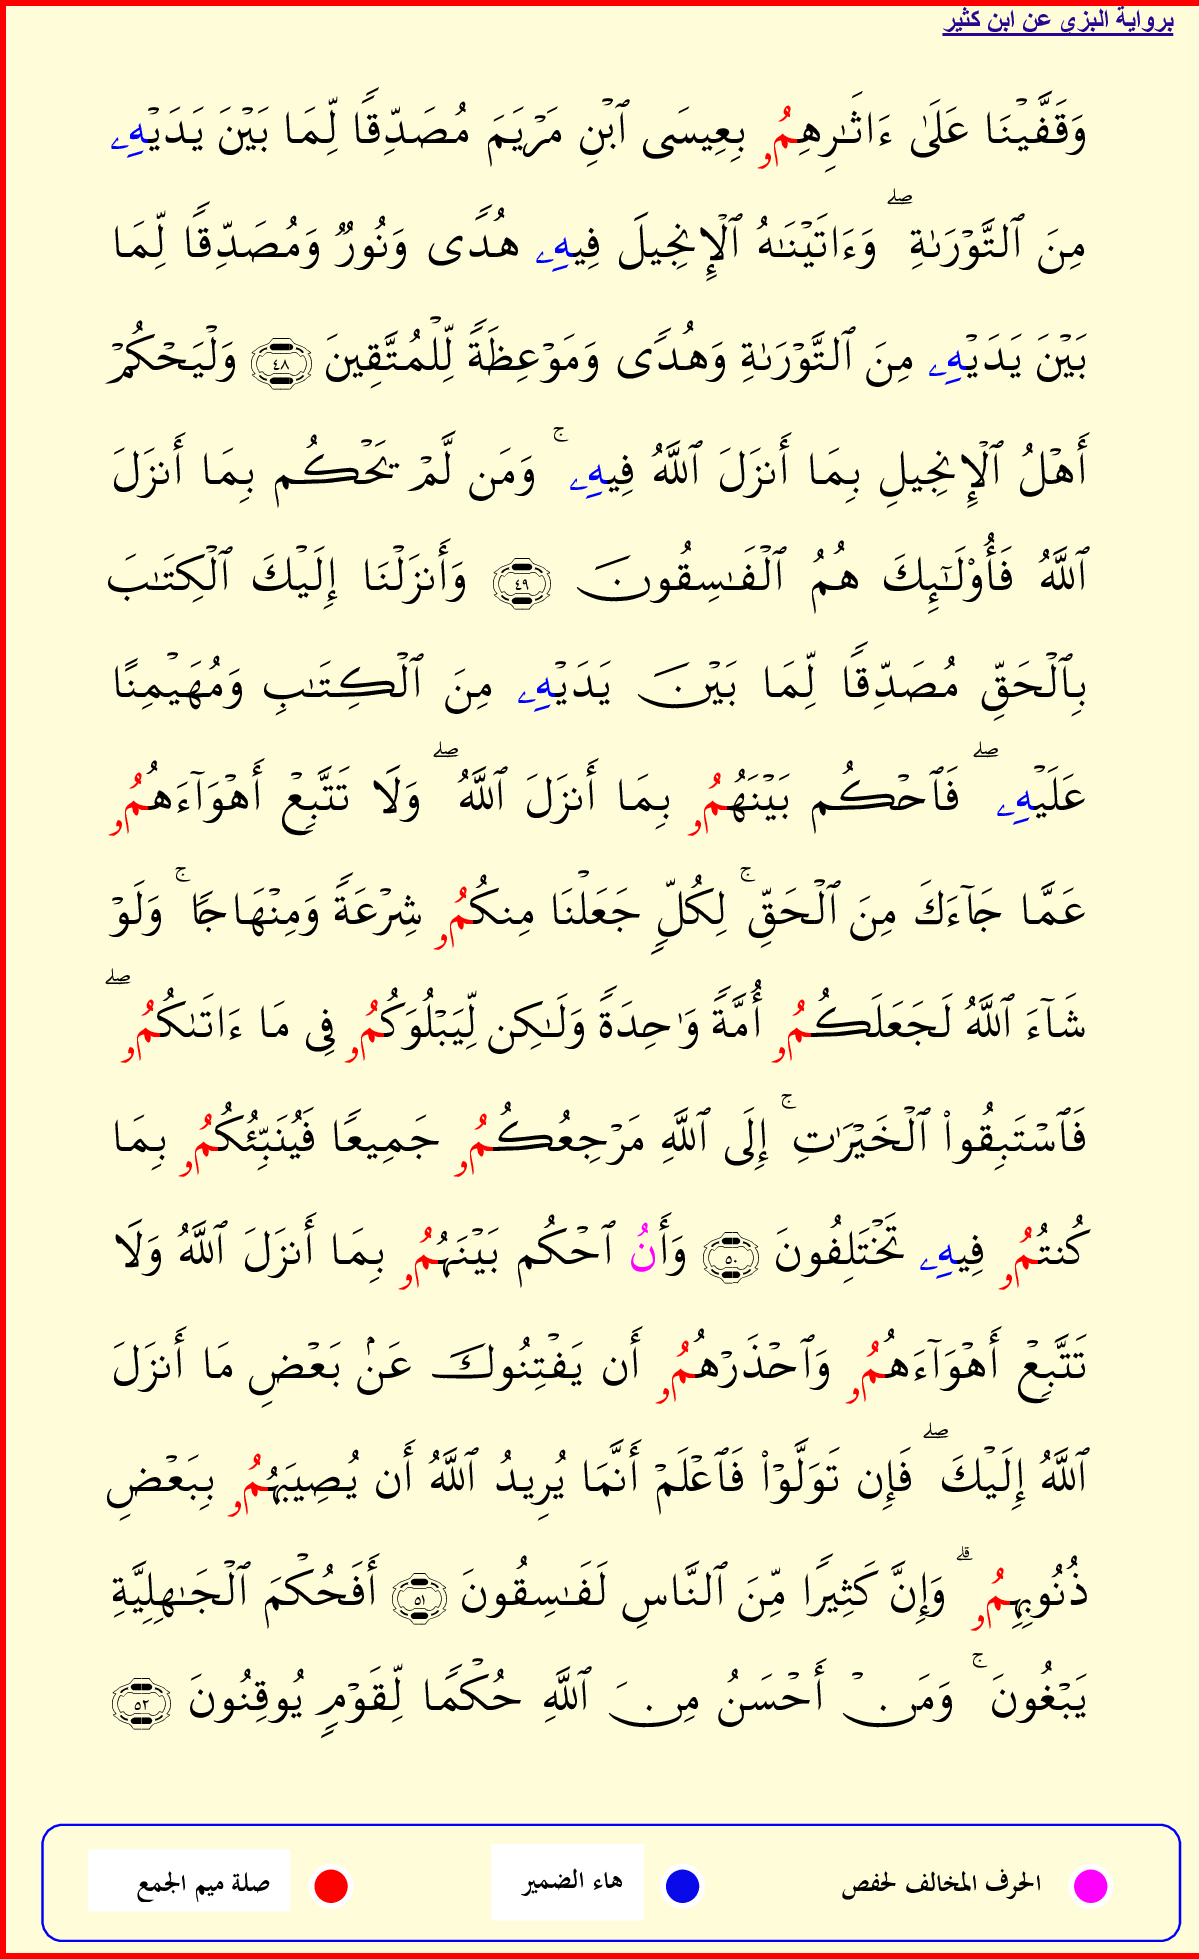 برواية البزى عن ابن كثير
وَقَفَّيْنَا عَلَىٰ ءَاثَـٰرِهِمُۥ بِعِيسَى ٱبْنِ مَرْيَمَ مُصَدِّقًا لِّمَا بَيْنَ يَدَيْهِۦ
مِنَ ٱلتَّوْرَىٰةِ ۖ وَءَاتَيْنَـٰهُ ٱلْإِنجِيلَ فِيهِۦ هُدًى وَنُورٌ وَمُصَدِّقًا لِّمَا
بَيْنَ يَدَيْهِۦ مِنَ ٱلتَّوْرَىٰةِ وَهُدًى وَمَوْعِظَةً لِّلْمُتَّقِينَ ٤٨ وَلْيَحْكُمْ
أَهْلُ ٱلْإِنجِيلِ بِمَا أَنزَلَ ٱللَّهُ فِيهِۦ ۚ وَمَن لَّمْ يَحْكُم بِمَا أَنزَلَ
ٱللَّهُ فَأُوْلَـٰٓئِكَ هُمُ ٱلْفَـٰسِقُونَ ٤٩ وَأَنزَلْنَا إِلَيْكَ ٱلْكِتَـٰبَ
بِٱلْحَقِّ مُصَدِّقًا لِّمَا بَيْنَ يَدَيْهِۦ مِنَ ٱلْكِتَـٰبِ وَمُهَيْمِنًا
عَلَيْهِۦ ۖ فَٱحْكُم بَيْنَهُمُۥ بِمَا أَنزَلَ ٱللَّهُ ۖ وَلَا تَتَّبِعْ أَهْوَآءَهُمُۥ
عَمَّا جَآءَكَ مِنَ ٱلْحَقِّ ۚ لِكُلٍّ جَعَلْنَا مِنكُمُۥ شِرْعَةً وَمِنْهَاجًا ۚ وَلَوْ
شَآءَ ٱللَّهُ لَجَعَلَكُمُۥ أُمَّةً وَٰحِدَةً وَلَـٰكِن لِّيَبْلُوَكُمُۥ فِى مَا ءَاتَىٰكُمُۥ ۖ
فَٱسْتَبِقُواْ ٱلْخَيْرَٰتِ ۚ إِلَى ٱللَّهِ مَرْجِعُكُمُۥ جَمِيعًا فَيُنَبِّئُكُمُۥ بِمَا
كُنتُمُۥ فِيهِۦ تَخْتَلِفُونَ ٥٠ وَأَنُ ٱحْكُم بَيْنَهُمُۥ بِمَا أَنزَلَ ٱللَّهُ وَلَا
تَتَّبِعْ أَهْوَآءَهُمُۥ وَٱحْذَرْهُمُۥ أَن يَفْتِنُوكَ عَنۢ بَعْضِ مَا أَنزَلَ
ٱللَّهُ إِلَيْكَ ۖ فَإِن تَوَلَّوْاْ فَٱعْلَمْ أَنَّمَا يُرِيدُ ٱللَّهُ أَن يُصِيبَهُمُۥ بِبَعْضِ
ذُنُوبِهِمُۥ ۗ وَإِنَّ كَثِيرًا مِّنَ ٱلنَّاسِ لَفَـٰسِقُونَ ٥١ أَفَحُكْمَ ٱلْجَـٰهِلِيَّةِ
يَبْغُونَ ۚ وَمَنْ أَحْسَنُ مِنَ ٱللَّهِ حُكْمًا لِّقَوْمٍ يُوقِنُونَ ٥٢
الحرف المخالف لحفص هاء الضمير صلة ميم الجمع